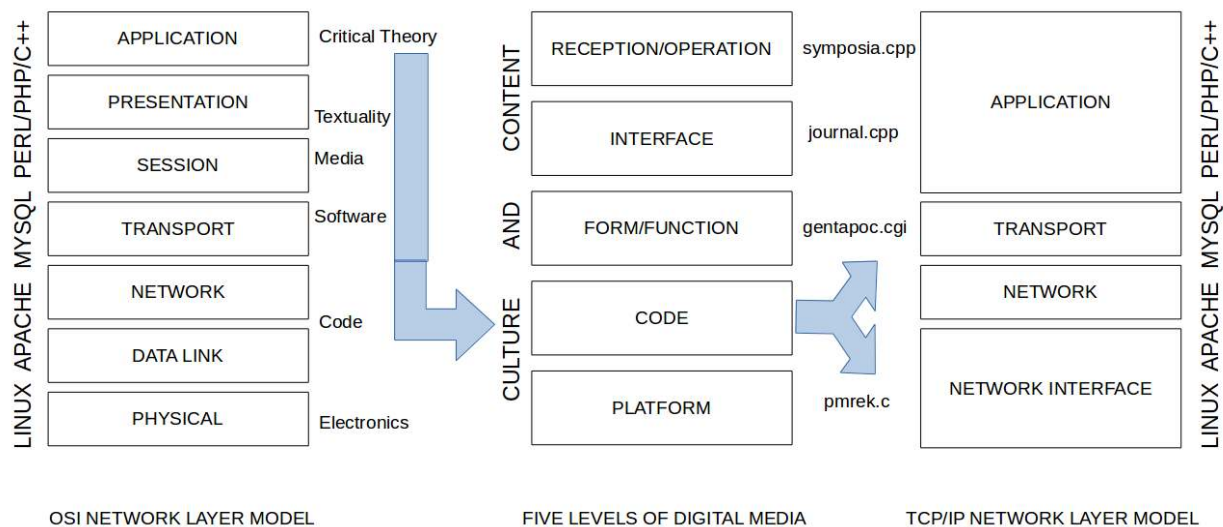 LINUX APACHE MYSQL PERL/PHP/C++
APPLICATION
PRESENTATION
SESSION
TRANSPORT
NETWORK
DATA LINK
PHYSICAL
Critical Theory
Textuality
Media
Software
Code
Electronics
OSI NETWORK LAYER MODEL
CULTURE AND CONTENT
RECEPTION/OPERATION
INTERFACE
FORM/FUNCTION
CODE
PLATFORM
symposia.cpp
journal.cpp
gentapoc.cgi
pmrek.c
FIVE LEVELS OF DIGITAL MEDIA
APPLICATION
TRANSPORT
NETWORK
NETWORK INTERFACE
LINUX APACHE MYSQL PERL/PHP/C++
TCP/IP NETWORK LAYER MODEL